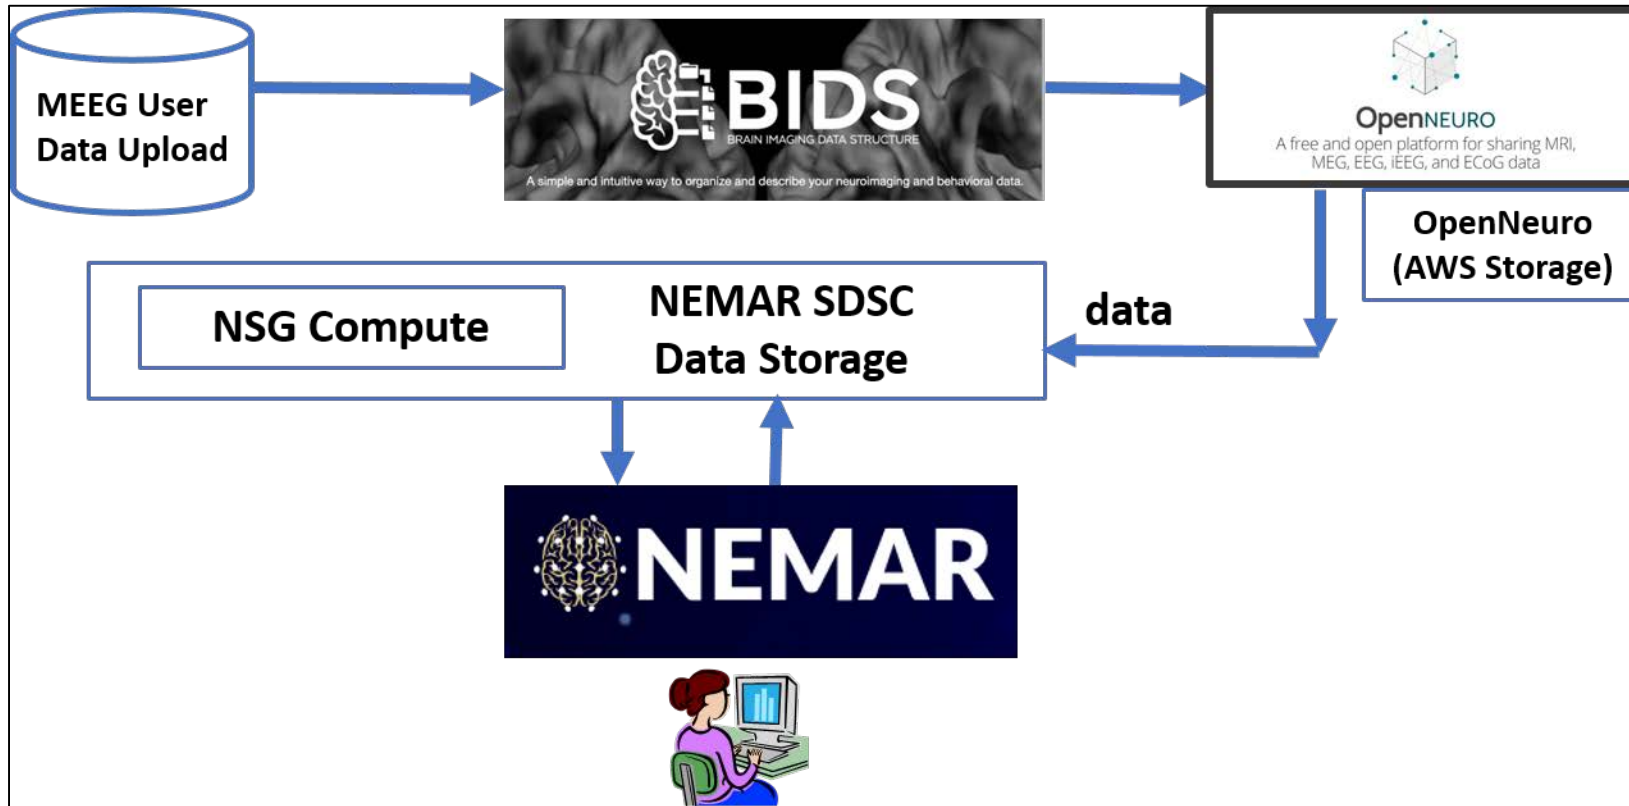 MEEG User
Data Upload
BIDS
BRAIN IMAGING DATA STRUCTURE
A simple and intuitive way to organize and describe your neuroimaging and behavioral data.
OpenNEURO
A free and open platform for sharing MRI,
MEG, EEG, iEEG, and ECoG data
OpenNeuro
(AWS Storage)
NSG Compute
NEMAR SDSC
Data Storage
data
NEMAR